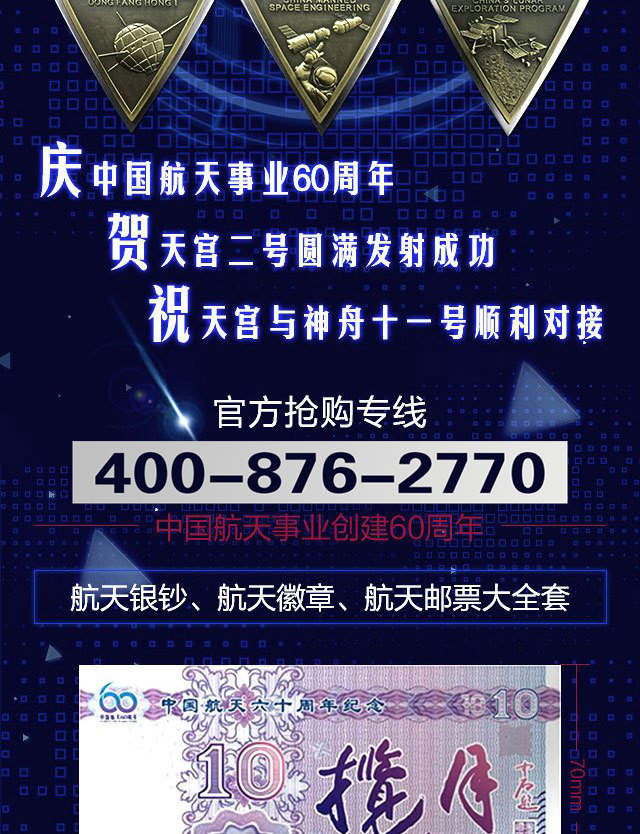 DONG FANG HONG I
CHINA MANNED
SPACE ENGINEERING
CHINA'S LUNAR
EXPLORATION PROGRAM
庆中国航天事业60周年
贺天宫二号圆满发射成功
祝天宫与神舟十一号顺利对接
官方抢购专线
400-876-2770
中国航天事业创建60周年
航天银钞、航天徽章、航天邮票大全套
60 中国航天六十周年纪念 10
10 揽月
70mm